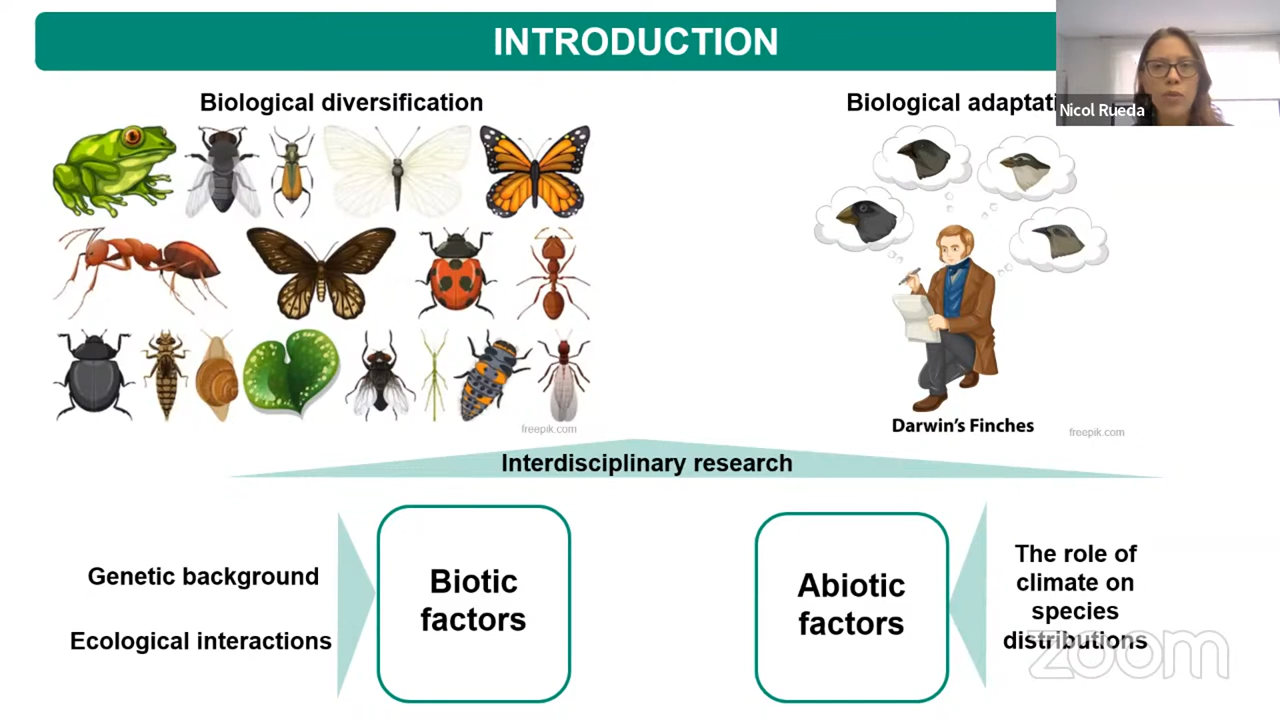 INTRODUCTION
Nicol Rueda
Biological diversification
Biological adaptati
freepik.com
Darwin's Finches
freepik.com
Interdisciplinary research
Genetic background
Ecological interactions
Biotic
factors
Abiotic
factors
The role of
climate on
species
distributions
zoom